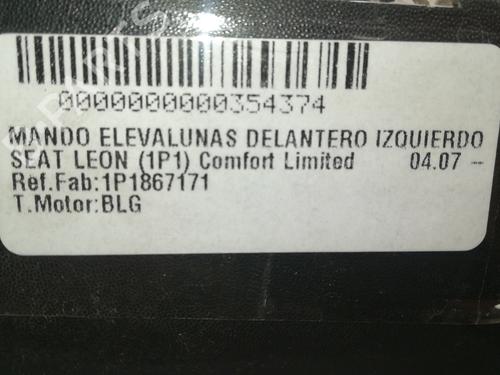 0000000000354374
MANDO ELEVALUNAS DELANTERO IZQUIERDO
SEAT LEON (1P1) Comfort Limited 04.07 -
Ref.Fab:1P1867171
T.Motor:BLG